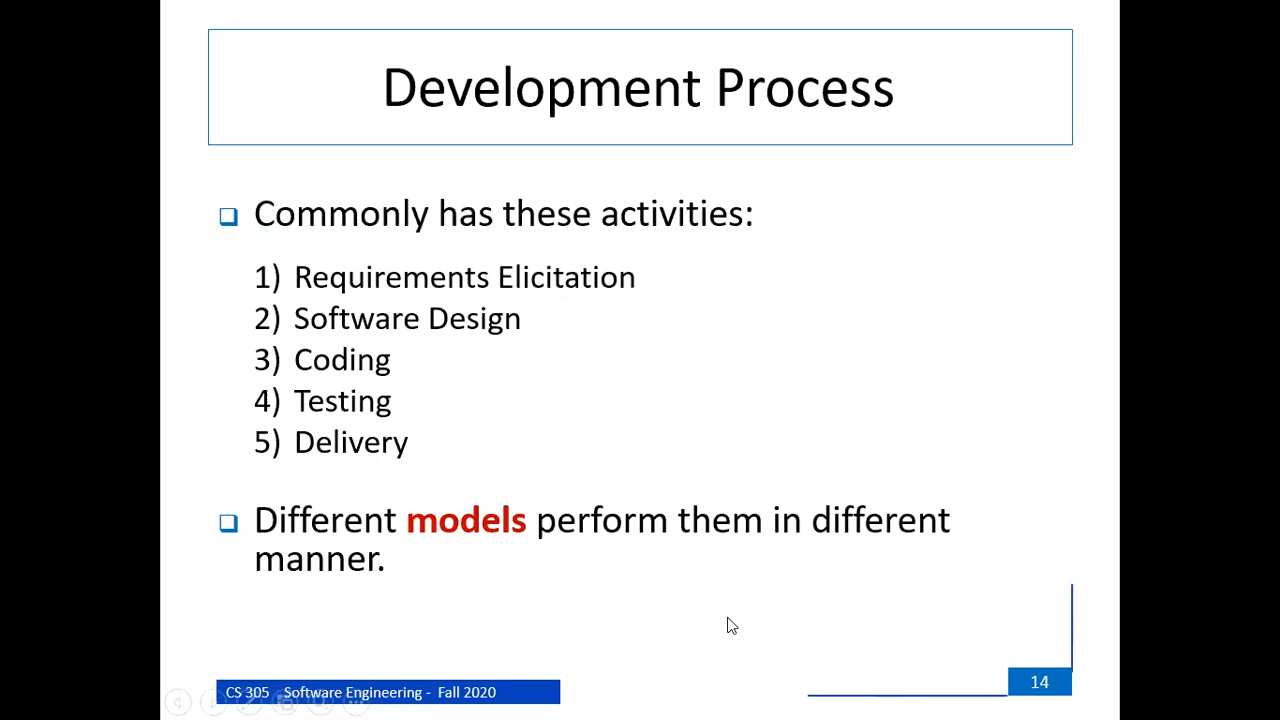 Development Process
Commonly has these activities:
1) Requirements Elicitation
2) Software Design
3) Coding
4) Testing
5) Delivery
Different models perform them in different
manner.
CS 305 Software Engineering - Fall 2020
14